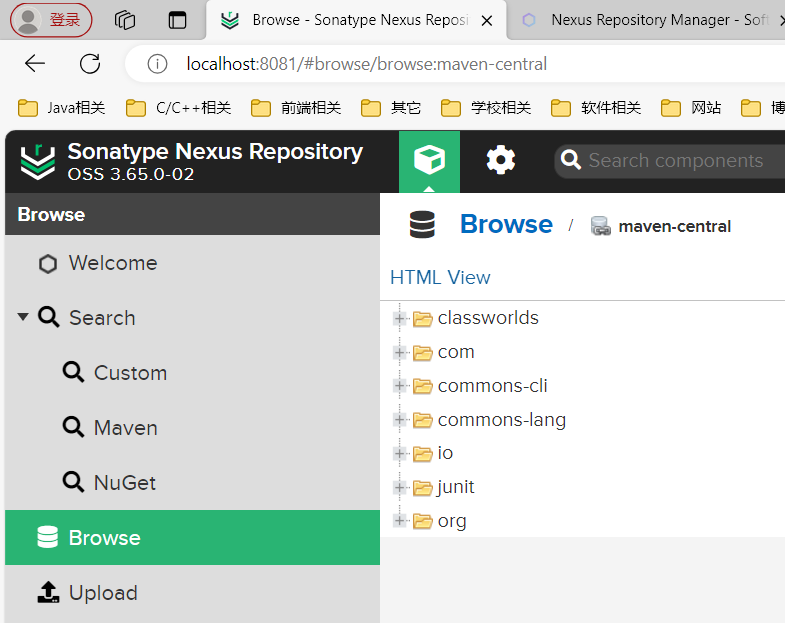 登录
Browse - Sonatype Nexus Reposi
Nexus Repository Manager - Soft
localhost:8081/#browse/browse:maven-central
Java相关 C/C++相关 前端相关 其它 学校相关 软件相关 网站 博
Sonatype Nexus Repository
OSS 3.65.0-02
Search components
Browse
Welcome
Search
Custom
Maven
NuGet
Browse
Upload
Browse / maven-central
HTML View
classworlds
com
commons-cli
commons-lang
io
junit
org